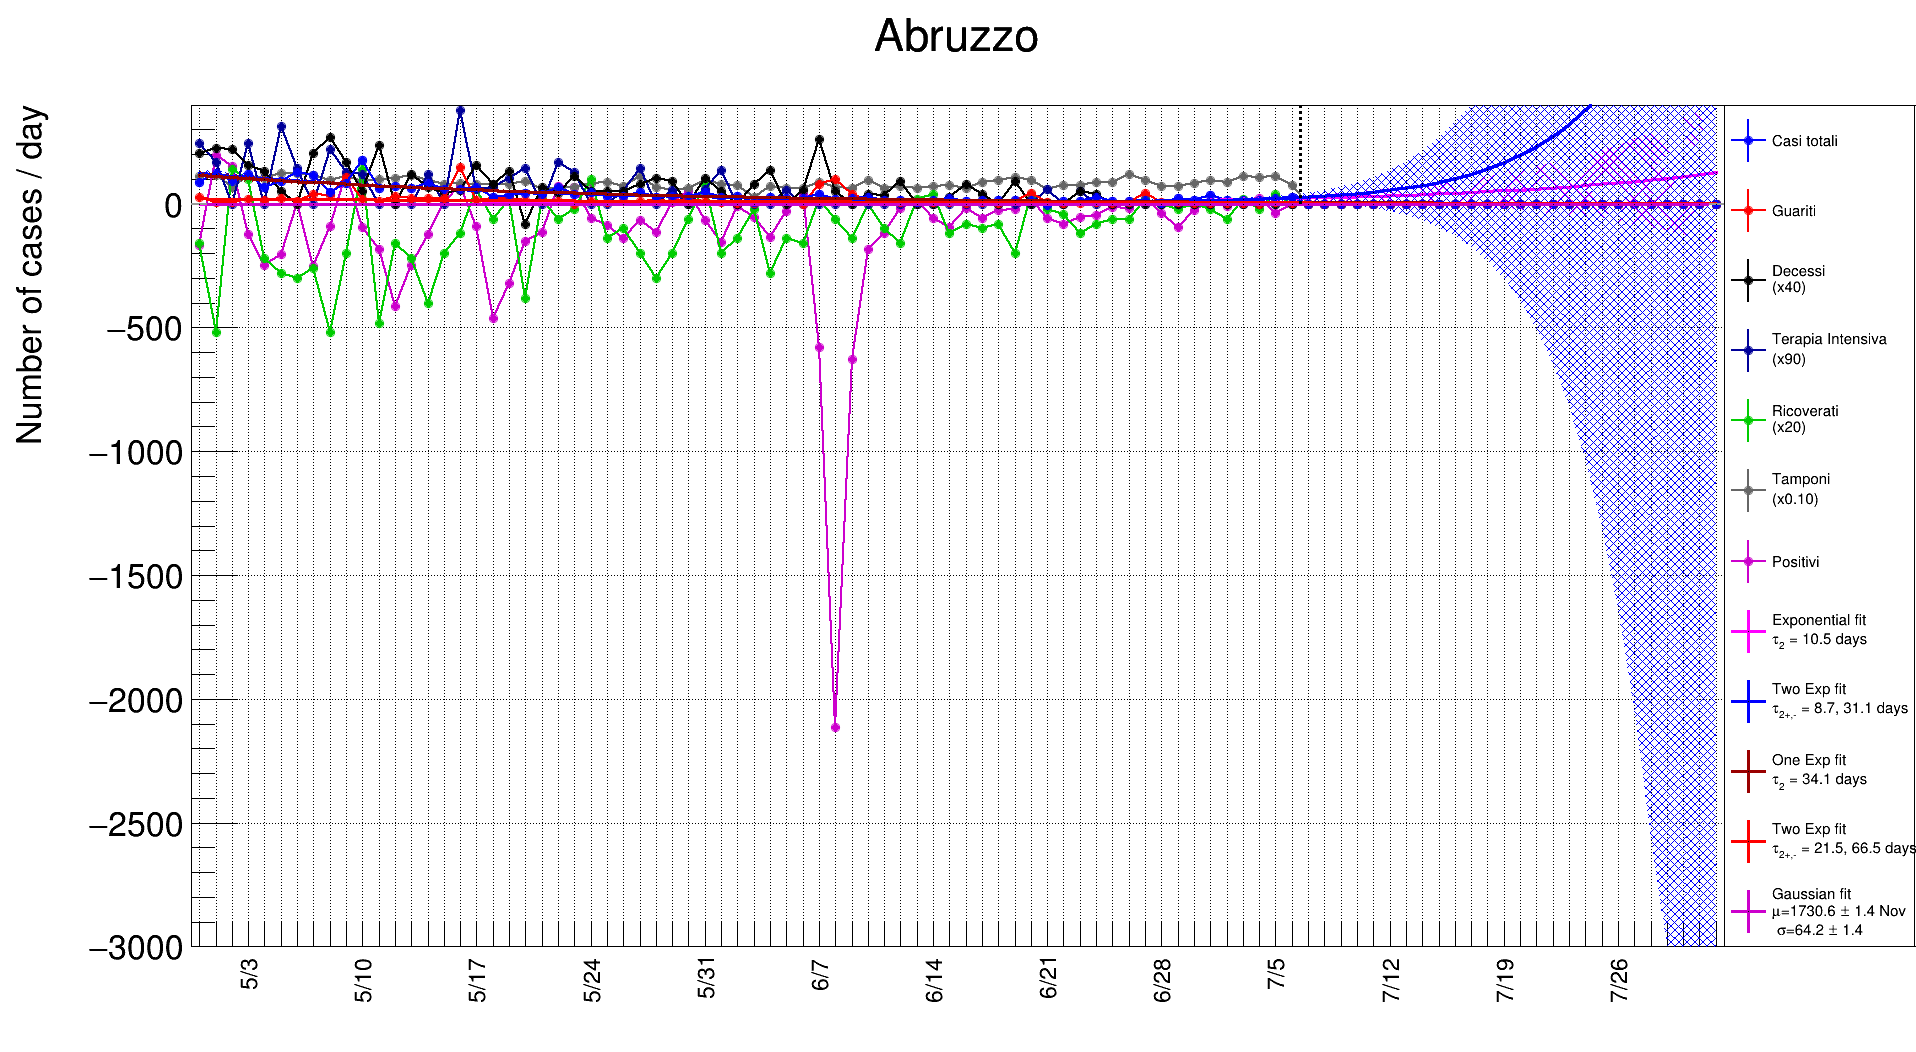 Abruzzo
Number of cases / day
0
−500
−1000
−1500
−2000
−2500
−3000
5/3
5/10
5/17
5/24
5/31
6/7
6/14
6/21
6/28
7/5
7/12
7/19
7/26
Casi totali
Guariti
Decessi
(x40)
Terapia Intensiva
(x90)
Ricoverati
(x20)
Tamponi
(x0.10)
Positivi
Exponential fit
τ2 = 10.5 days
Two Exp fit
τ2+,- = 8.7, 31.1 days
One Exp fit
τ2 = 34.1 days
Two Exp fit
τ2+,- = 21.5, 66.5 days
Gaussian fit
μ=1730.6 ± 1.4 Nov
σ=64.2 ± 1.4